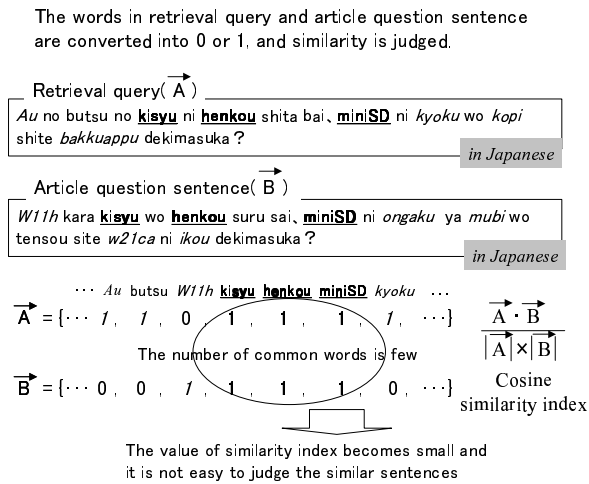 The words in retrieval query and article question sentence
are converted into 0 or 1, and similarity is judged.
Retrieval query( A )
Au no butsu no kisyu ni henkou shita bai、miniSD ni kyoku wo kopi
shite bakkuappu dekimasuka？
in Japanese
Article question sentence( B )
W11h kara kisyu wo henkou suru sai、miniSD ni ongaku ya mubi wo
tensou site w21ca ni ikou dekimasuka？
in Japanese
… Au butsu W11h kisyu henkou miniSD kyoku …
A = {… 1 , 1 , 0 , 1 , 1 , 1 , 1 , …}
The number of common words is few
B = {… 0 , 0 , 1 , 1 , 1 , 1 , 0 , …}
A · B
|A|×|B|
Cosine
similarity index
The value of similarity index becomes small and
it is not easy to judge the similar sentences